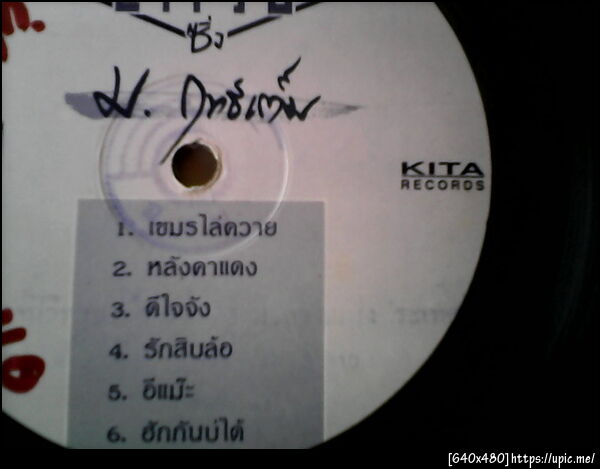 ซิ่ง
ม. ฤทธิ์เต็ม
KITA
RECORDS
1. เขมรไล่ควาย
2. หลังคาแดง
3. ดีใจจัง
4. รักสิบล้อ
5. อีแม๊ะ
6. ฮักกันบ่ได้
[640x480]https://upic.me/